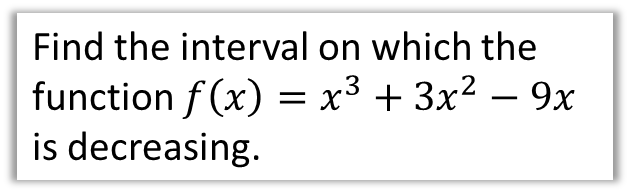 Find the interval on which the
function f(x) = x³ + 3x² − 9x
is decreasing.